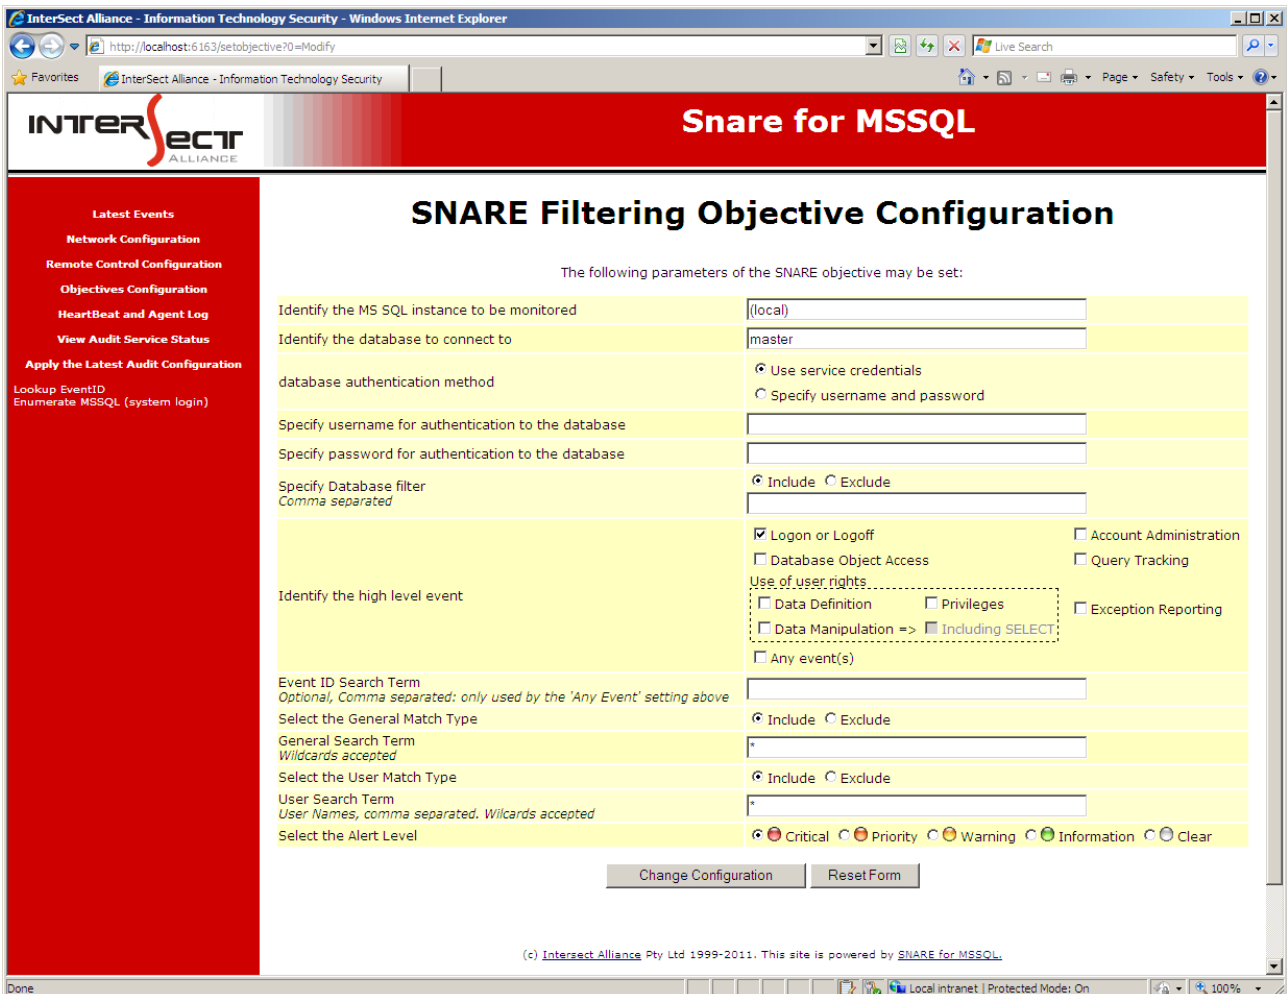 InterSect Alliance - Information Technology Security - Windows Internet Explorer
http://localhost:6163/setobjective?0=Modify
Live Search
Favorites
InterSect Alliance - Information Technology Security
Page
Safety
Tools
INTERSECT
ALLIANCE
Snare for MSSQL
Latest Events
Network Configuration
Remote Control Configuration
Objectives Configuration
HeartBeat and Agent Log
View Audit Service Status
Apply the Latest Audit Configuration
Lookup EventID
Enumerate MSSQL (system login)
SNARE Filtering Objective Configuration
The following parameters of the SNARE objective may be set:
Identify the MS SQL instance to be monitored
(local)
Identify the database to connect to
master
database authentication method
Use service credentials
Specify username and password
Specify username for authentication to the database
Specify password for authentication to the database
Specify Database filter
Comma separated
Include Exclude
Identify the high level event
Logon or Logoff Account Administration
Database Object Access Query Tracking
Use of user rights
Data Definition Privileges
Exception Reporting
Data Manipulation => Including SELECT
Any event(s)
Event ID Search Term
Optional, Comma separated: only used by the 'Any Event' setting above
Select the General Match Type
Include Exclude
General Search Term
Wildcards accepted
*
Select the User Match Type
Include Exclude
User Search Term
User Names, comma separated. Wilcards accepted
*
Select the Alert Level
Critical Priority Warning Information Clear
Change Configuration
Reset Form
(c) Intersect Alliance Pty Ltd 1999-2011. This site is powered by SNARE for MSSQL.
Done
Local intranet | Protected Mode: On
100%